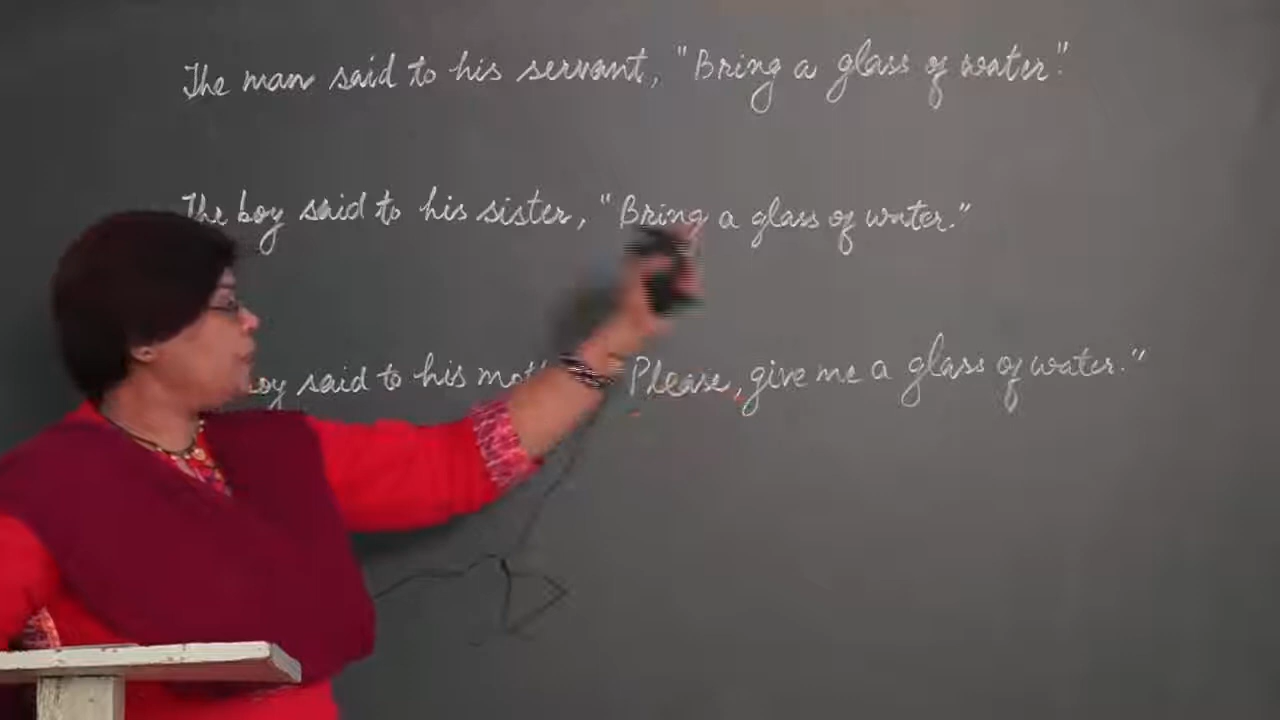 The man said to his servant, "Bring a glass of water."
The boy said to his sister, "Bring a glass of water."
said to his Please, give me a glass of water."